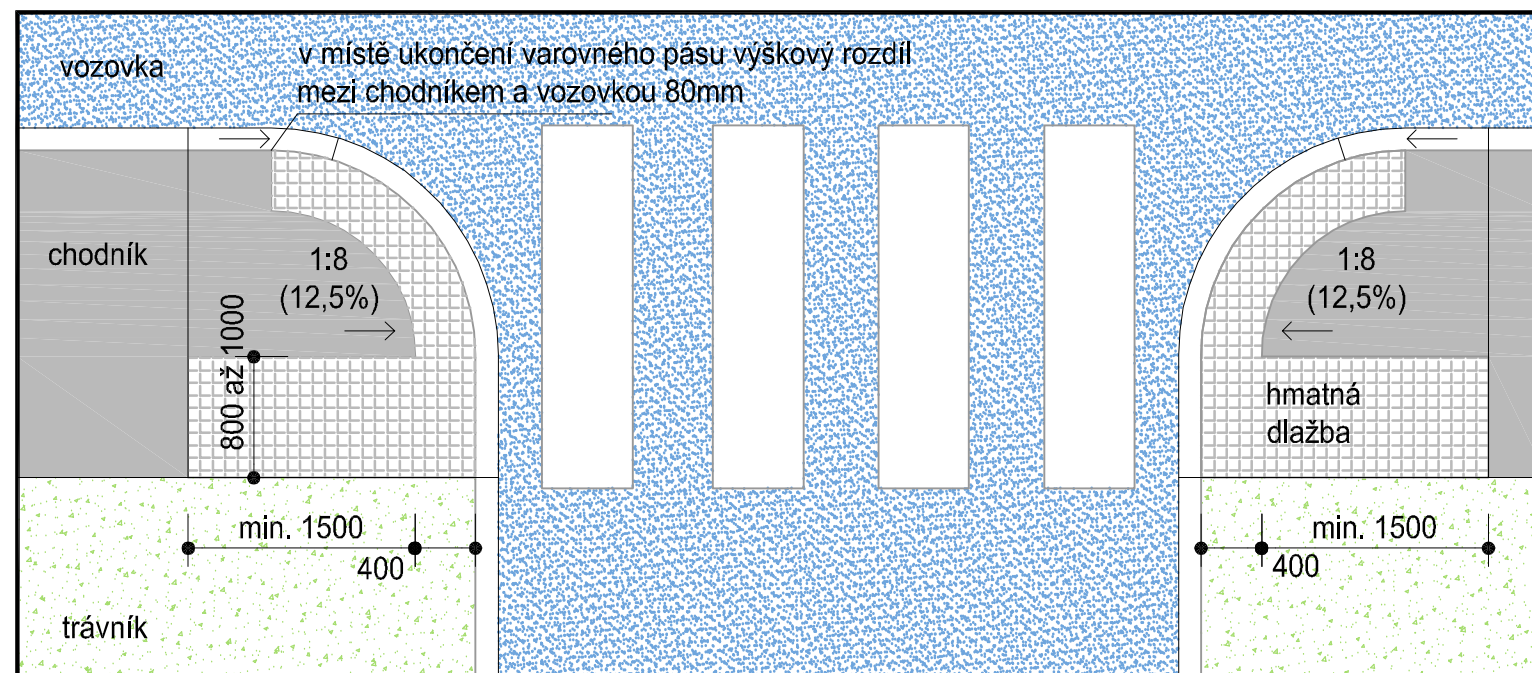 vozovka
v místě ukončení varovného pásu výškový rozdíl
mezi chodníkem a vozovkou 80mm
chodník
1:8
(12,5%)
800 až 1000
1:8
(12,5%)
hmatná
dlažba
min. 1500
400
min. 1500
400
trávník